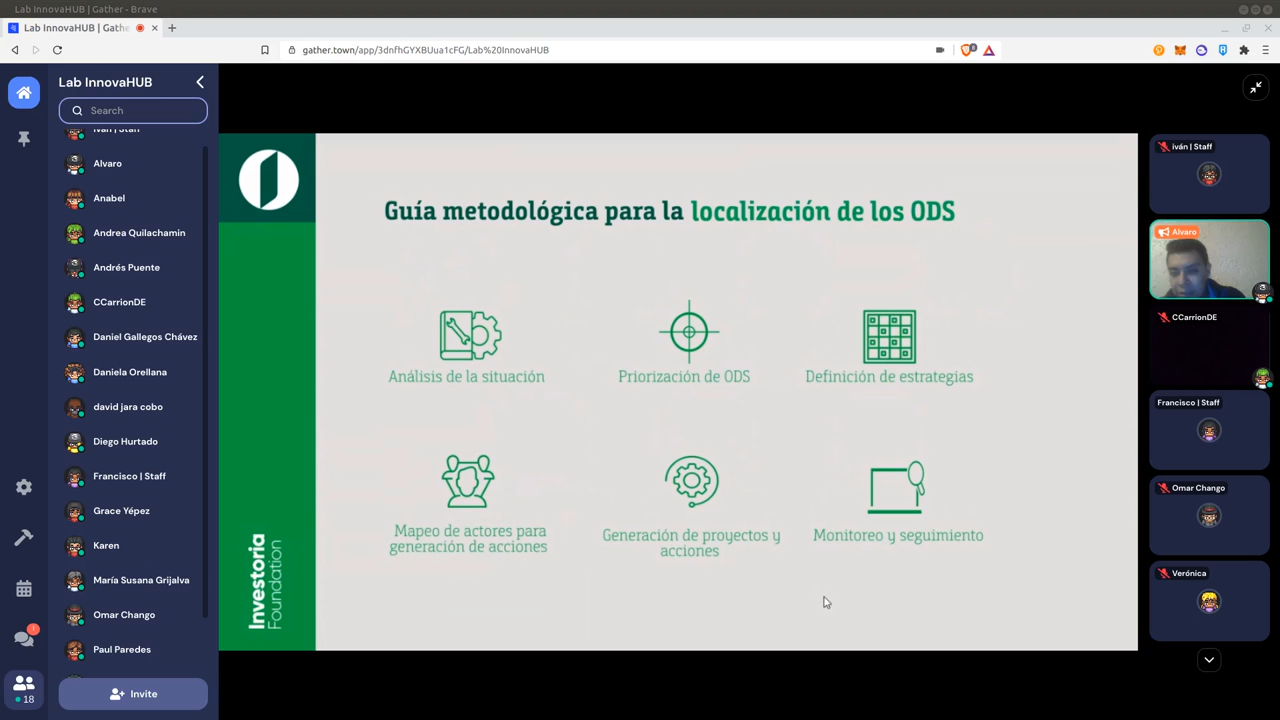 Lab InnovaHUB | Gather - Brave
Lab InnovaHUB | Gathe
gather.town/app/3dnfhGYXBUua1cFG/Lab%20InnovaHUB
Lab InnovaHUB
Search
iván | Staff
Alvaro
Anabel
Andrea Quilachamin
Andrés Puente
CCarrionDE
Daniel Gallegos Chávez
Daniela Orellana
david jara cobo
Diego Hurtado
Francisco | Staff
Grace Yépez
Karen
María Susana Grijalva
Omar Chango
Paul Paredes
1
18
Invite
Guía metodológica para la localización de los ODS
Análisis de la situación
Priorización de ODS
Definición de estrategias
Mapeo de actores para
generación de acciones
Generación de proyectos y
acciones
Monitoreo y seguimiento
Investoria
Foundation
iván | Staff
Alvaro
CCarrionDE
Francisco | Staff
Omar Chango
Verónica